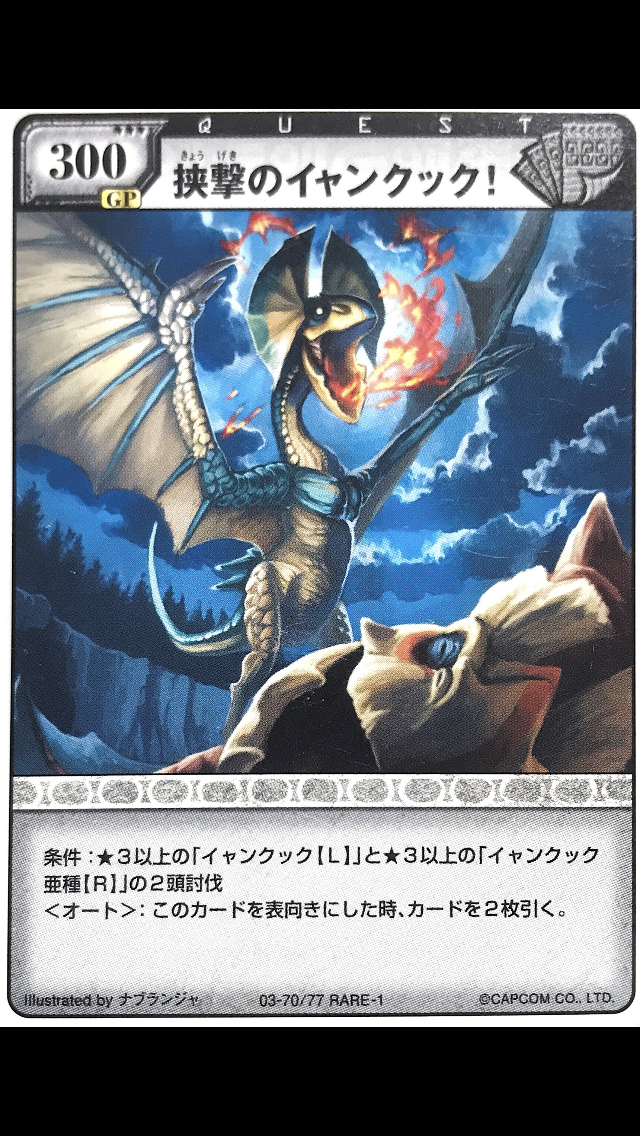 QUEST
300
GP
きょう げき
挟撃のイャンクック!
条件:★3以上の「イャンクック【L】」と★3以上の「イャンクック
亜種【R】」の2頭討伐
<オート>:このカードを表向きにした時、カードを2枚引く。
Illustrated by ナブランジャ 03-70/77 RARE-1 ©CAPCOM CO., LTD.